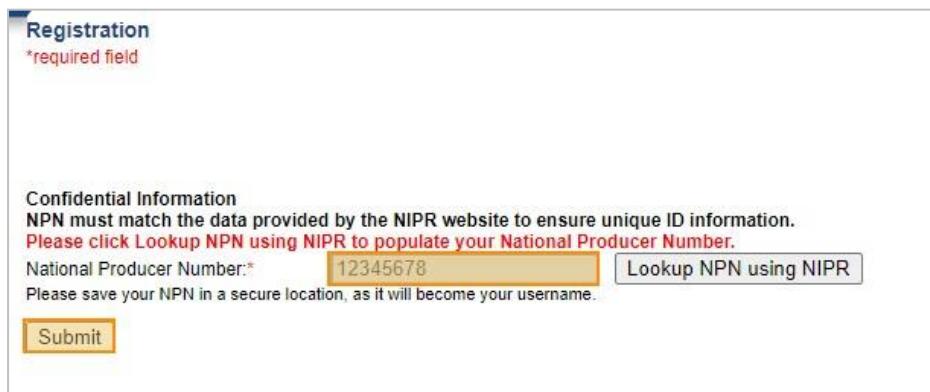 Registration
*required field
Confidential Information
NPN must match the data provided by the NIPR website to ensure unique ID information.
Please click Lookup NPN using NIPR to populate your National Producer Number.
National Producer Number:* 12345678 Lookup NPN using NIPR
Please save your NPN in a secure location, as it will become your username.
Submit